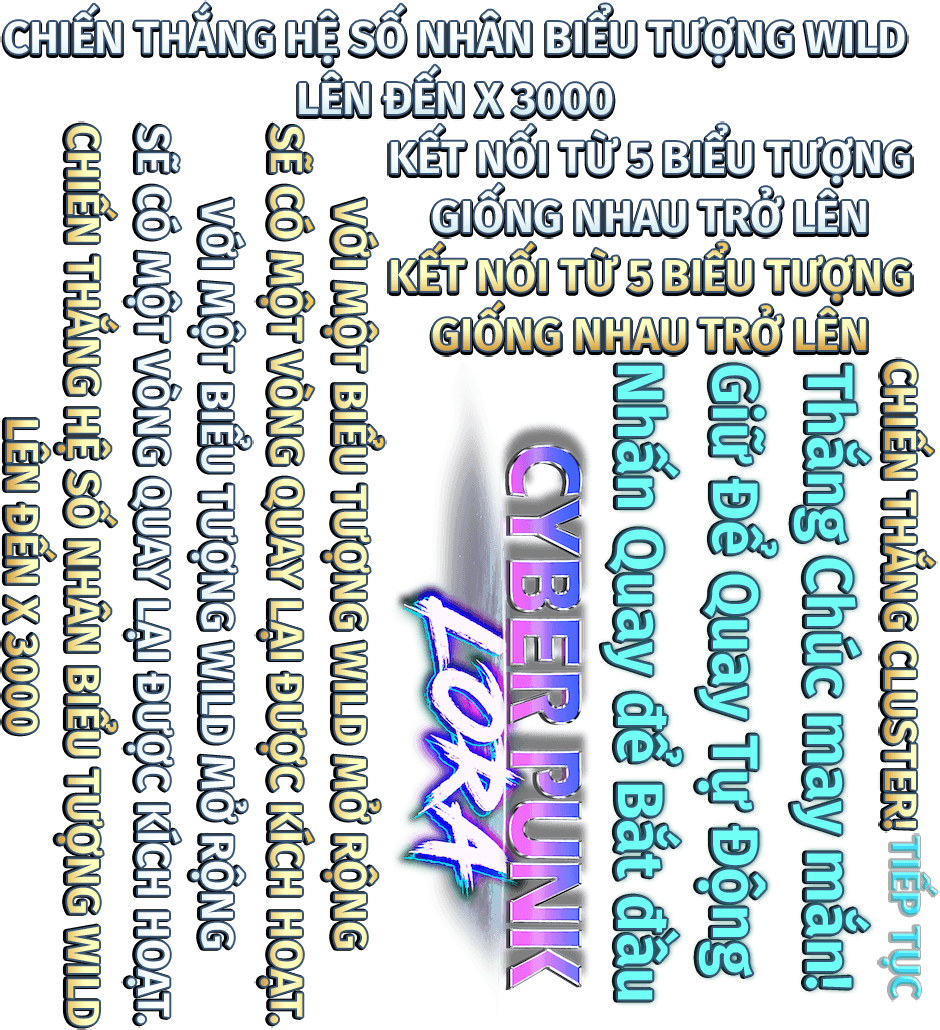 CHIẾN THẮNG HỆ SỐ NHÂN BIỂU TƯỢNG WILD
LÊN ĐẾN X 3000
KẾT NỐI TỪ 5 BIỂU TƯỢNG
GIỐNG NHAU TRỞ LÊN
KẾT NỐI TỪ 5 BIỂU TƯỢNG
GIỐNG NHAU TRỞ LÊN
CHIẾN THẮNG CLUSTER!
TIẾP TỤC
Thắng Chúc may mắn!
Giữ Để Quay Tự Động
Nhấn Quay để Bắt đầu
CYBER PUNK
LORA
VỚI MỘT BIỂU TƯỢNG WILD MỞ RỘNG
SẼ CÓ MỘT VÒNG QUAY LẠI ĐƯỢC KÍCH HOẠT.
VỚI MỘT BIỂU TƯỢNG WILD MỞ RỘNG
SẼ CÓ MỘT VÒNG QUAY LẠI ĐƯỢC KÍCH HOẠT.
CHIẾN THẮNG HỆ SỐ NHÂN BIỂU TƯỢNG WILD
LÊN ĐẾN X 3000